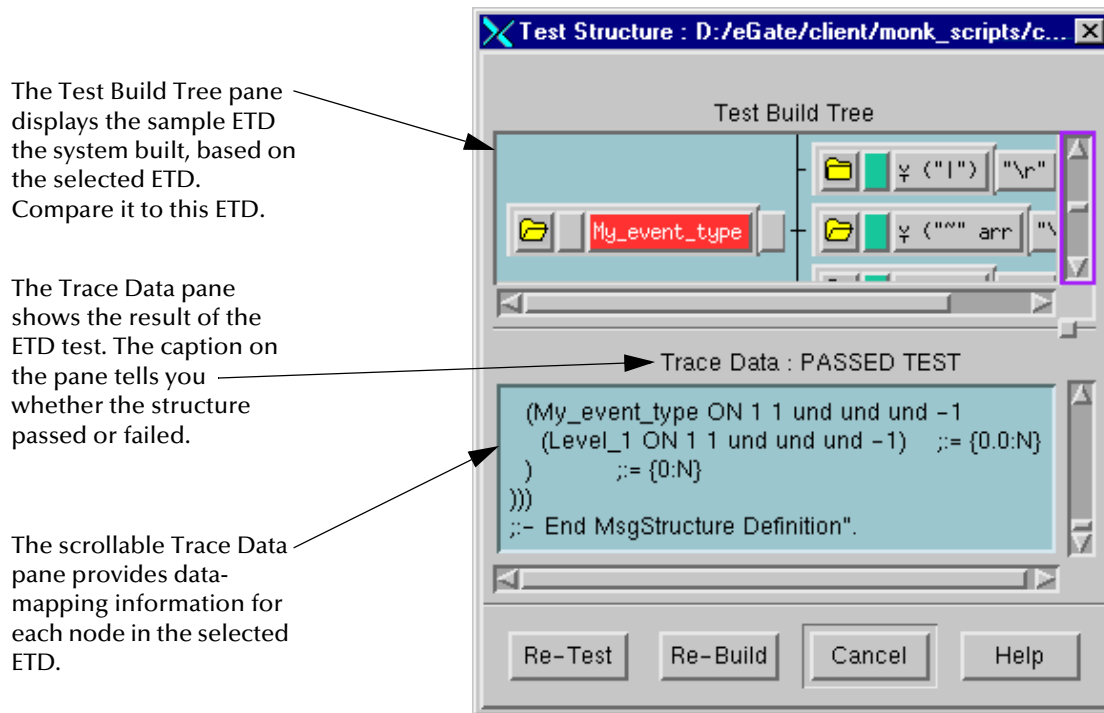 Test Structure : D:/eGate/client/monk_scripts/c...
The Test Build Tree pane
displays the sample ETD
the system built, based on
the selected ETD.
Compare it to this ETD.
Test Build Tree
("|") "\r"
My_event_type
("~" arr "\
The Trace Data pane
shows the result of the
ETD test. The caption on
the pane tells you
whether the structure
passed or failed.
Trace Data : PASSED TEST
(My_event_type ON 1 1 und und und -1
(Level_1 ON 1 1 und und und -1) ;:= {0.0:N}
) ;:= {0:N}
)))
;:- End MsgStructure Definition".
The scrollable Trace Data
pane provides data-
mapping information for
each node in the selected
ETD.
Re-Test Re-Build Cancel Help